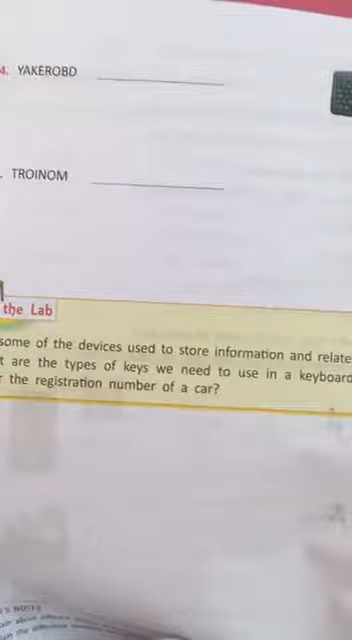 4. YAKEROBD
. TROINOM
the Lab
some of the devices used to store information and relate
t are the types of keys we need to use in a keyboard
r the registration number of a car?